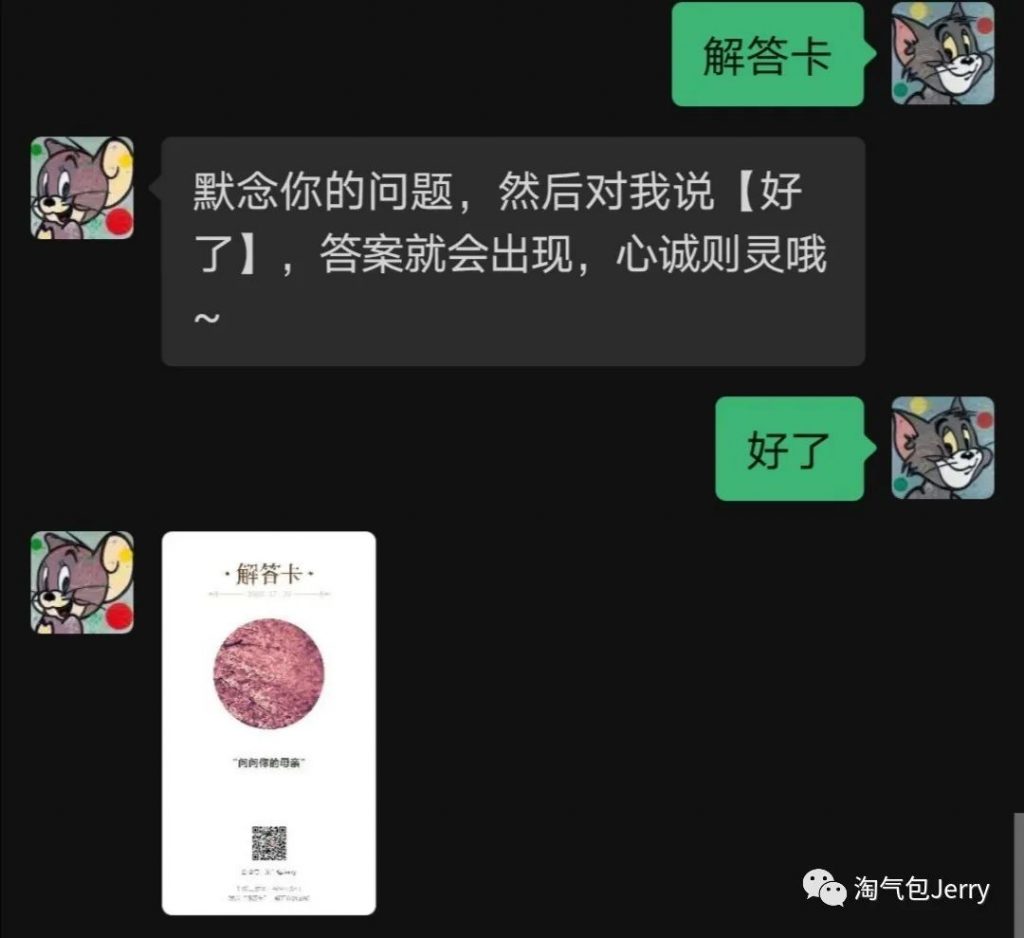 解答卡
默念你的问题，然后对我说【好
了】，答案就会出现，心诚则灵哦
~
好了
·解答卡·
"问问你的母亲"
淘气包Jerry